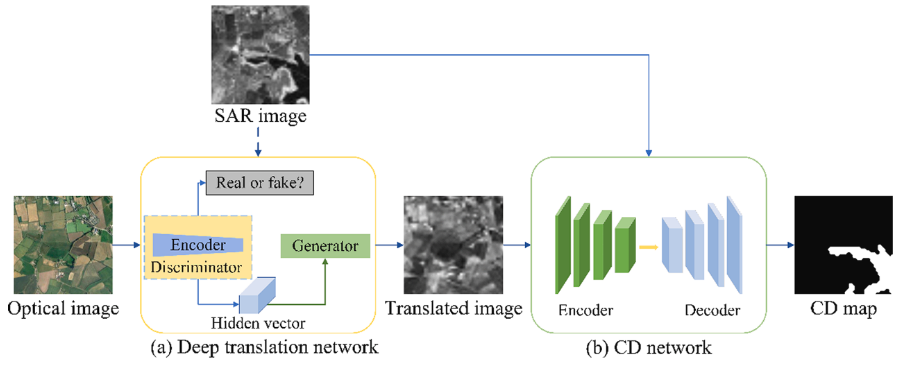 SAR image
Real or fake?
Encoder
Discriminator
Generator
Hidden vector
Optical image
Translated image
Encoder
Decoder
CD map
(a) Deep translation network
(b) CD network